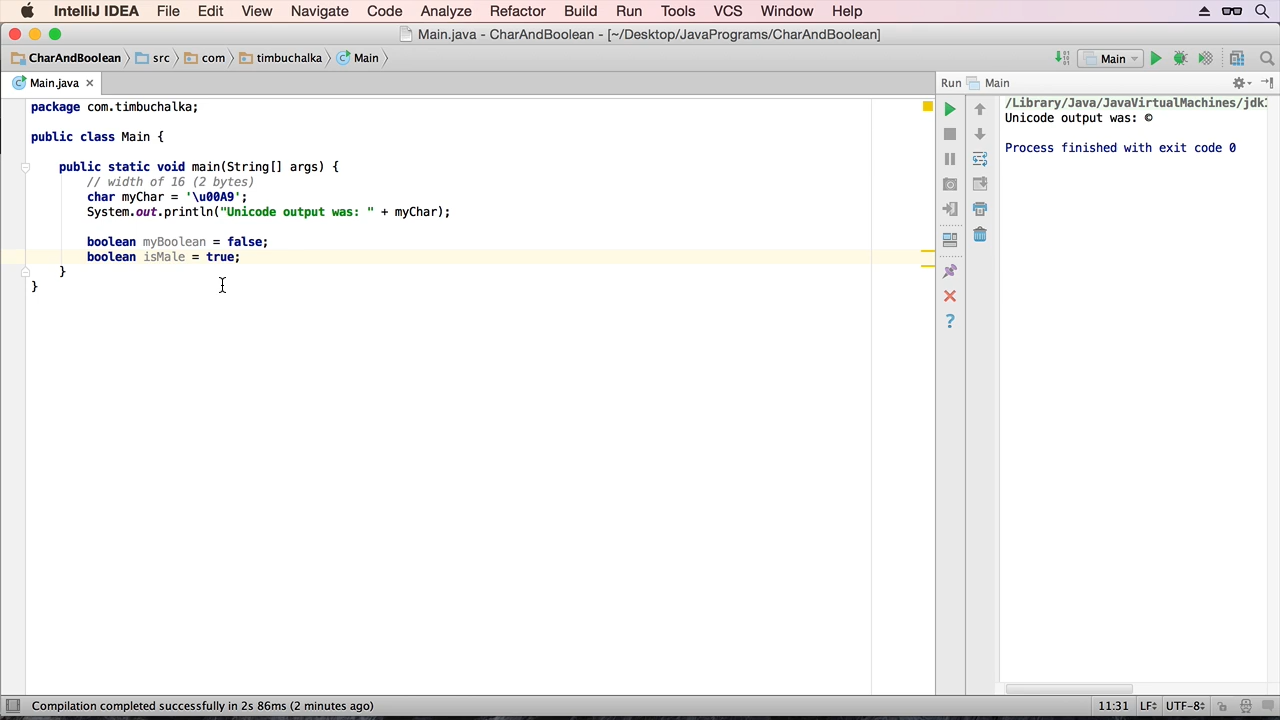 IntelliJ IDEA File Edit View Navigate Code Analyze Refactor Build Run Tools VCS Window Help
Main.java - CharAndBoolean - [~/Desktop/JavaPrograms/CharAndBoolean]
CharAndBoolean src com timbuchalka Main Main
Main.java Run Main
package com.timbuchalka;
public class Main {
public static void main(String[] args) {
// width of 16 (2 bytes)
char myChar = '\u00A9';
System.out.println("Unicode output was: " + myChar);
boolean myBoolean = false;
boolean isMale = true;
}
}
/Library/Java/JavaVirtualMachines/jdk1
Unicode output was: ©
Process finished with exit code 0
?
Compilation completed successfully in 2s 86ms (2 minutes ago) 11:31 LF UTF-8